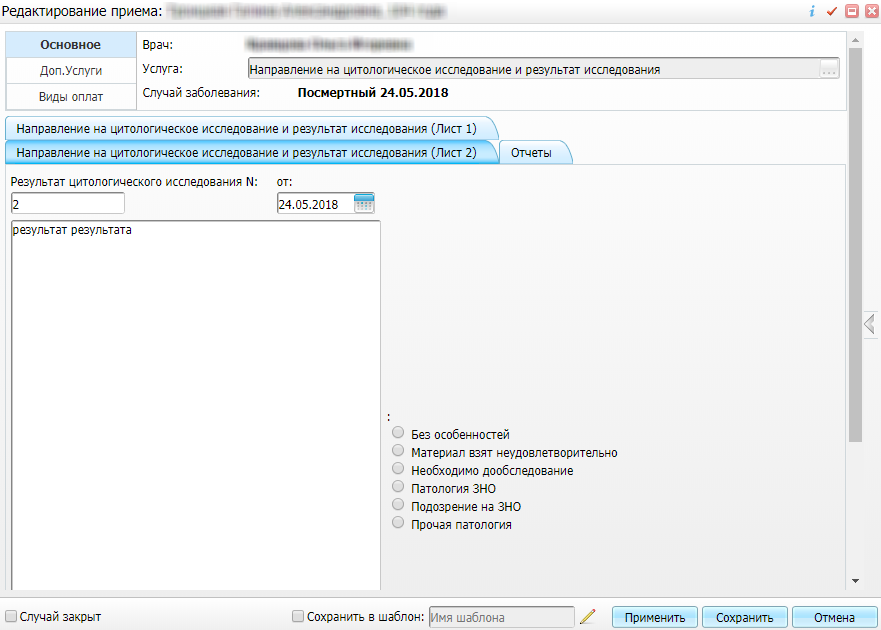 Редактирование приема:
Основное
Доп.Услуги
Виды оплат
Врач:
Услуга: Направление на цитологическое исследование и результат исследования ...
Случай заболевания: Посмертный 24.05.2018
Направление на цитологическое исследование и результат исследования (Лист 1)
Направление на цитологическое исследование и результат исследования (Лист 2) Отчеты
Результат цитологического исследования N: от:
2 24.05.2018
результат результата
:
Без особенностей
Материал взят неудовлетворительно
Необходимо дообследование
Патология ЗНО
Подозрение на ЗНО
Прочая патология
Случай закрыт Сохранить в шаблон: Имя шаблона Применить Сохранить Отмена